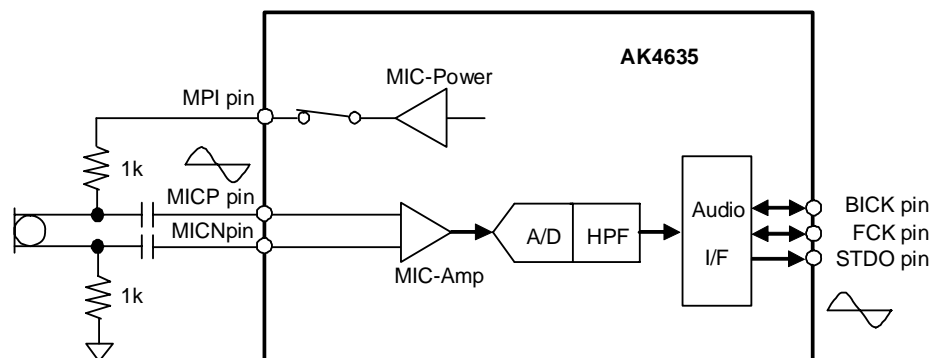 AK4635
MIC-Power
MPI pin
1k
MICP pin
MICNpin
MIC-Amp
A/D
HPF
Audio
I/F
BICK pin
FCK pin
STDO pin
1k